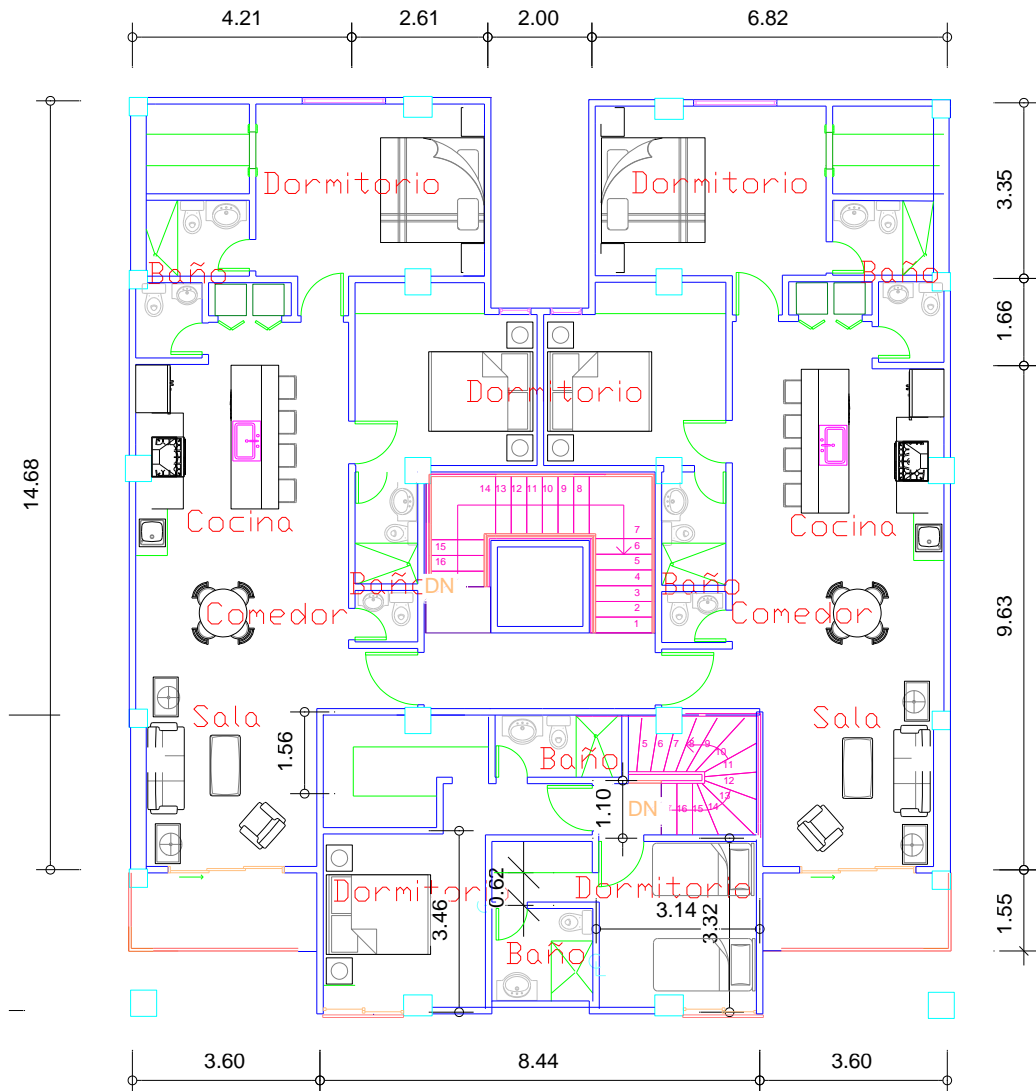 4.21 2.61 2.00 6.82
Dormitorio Dormitorio
3.35
Baño Baño
1.66
Dormitorio
14.68
14 13 12 11 10 9 8
Cocina Cocina
7
15 6
16 5
4
Baño DN Baño
3
Comedor 2 Comedor
1
9.63
Sala Sala
1.56
Baño
5 6 7 8 9 10
11
12
13
14
DN 16 15
1.10
Dormitorio Dormitorio
0.62
3.46
3.14
3.32
1.55
Baño
3.60 8.44 3.60